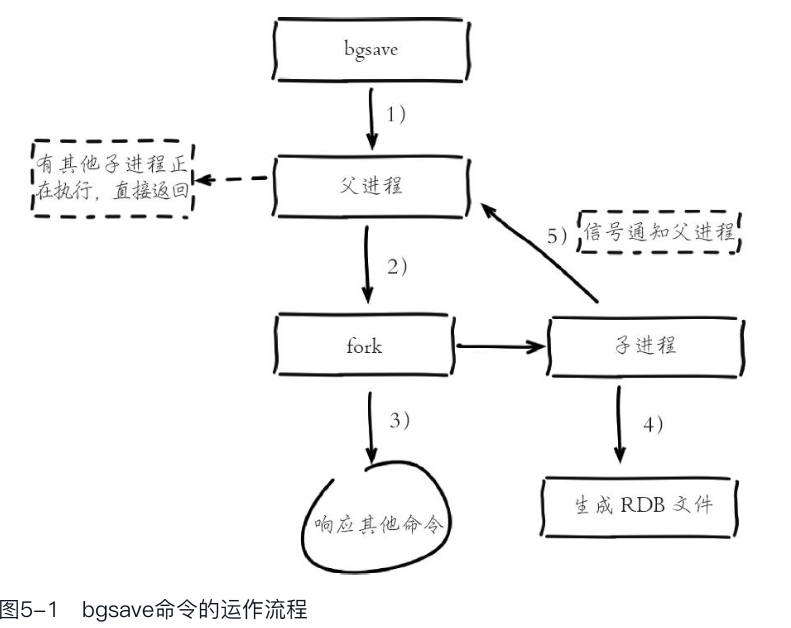 bgsave
1)
有其他子进程正
在执行，直接返回
父进程
5)
信号通知父进程
2)
fork
子进程
3)
4)
响应其他命令
生成 RDB 文件
图5-1 bgsave命令的运作流程